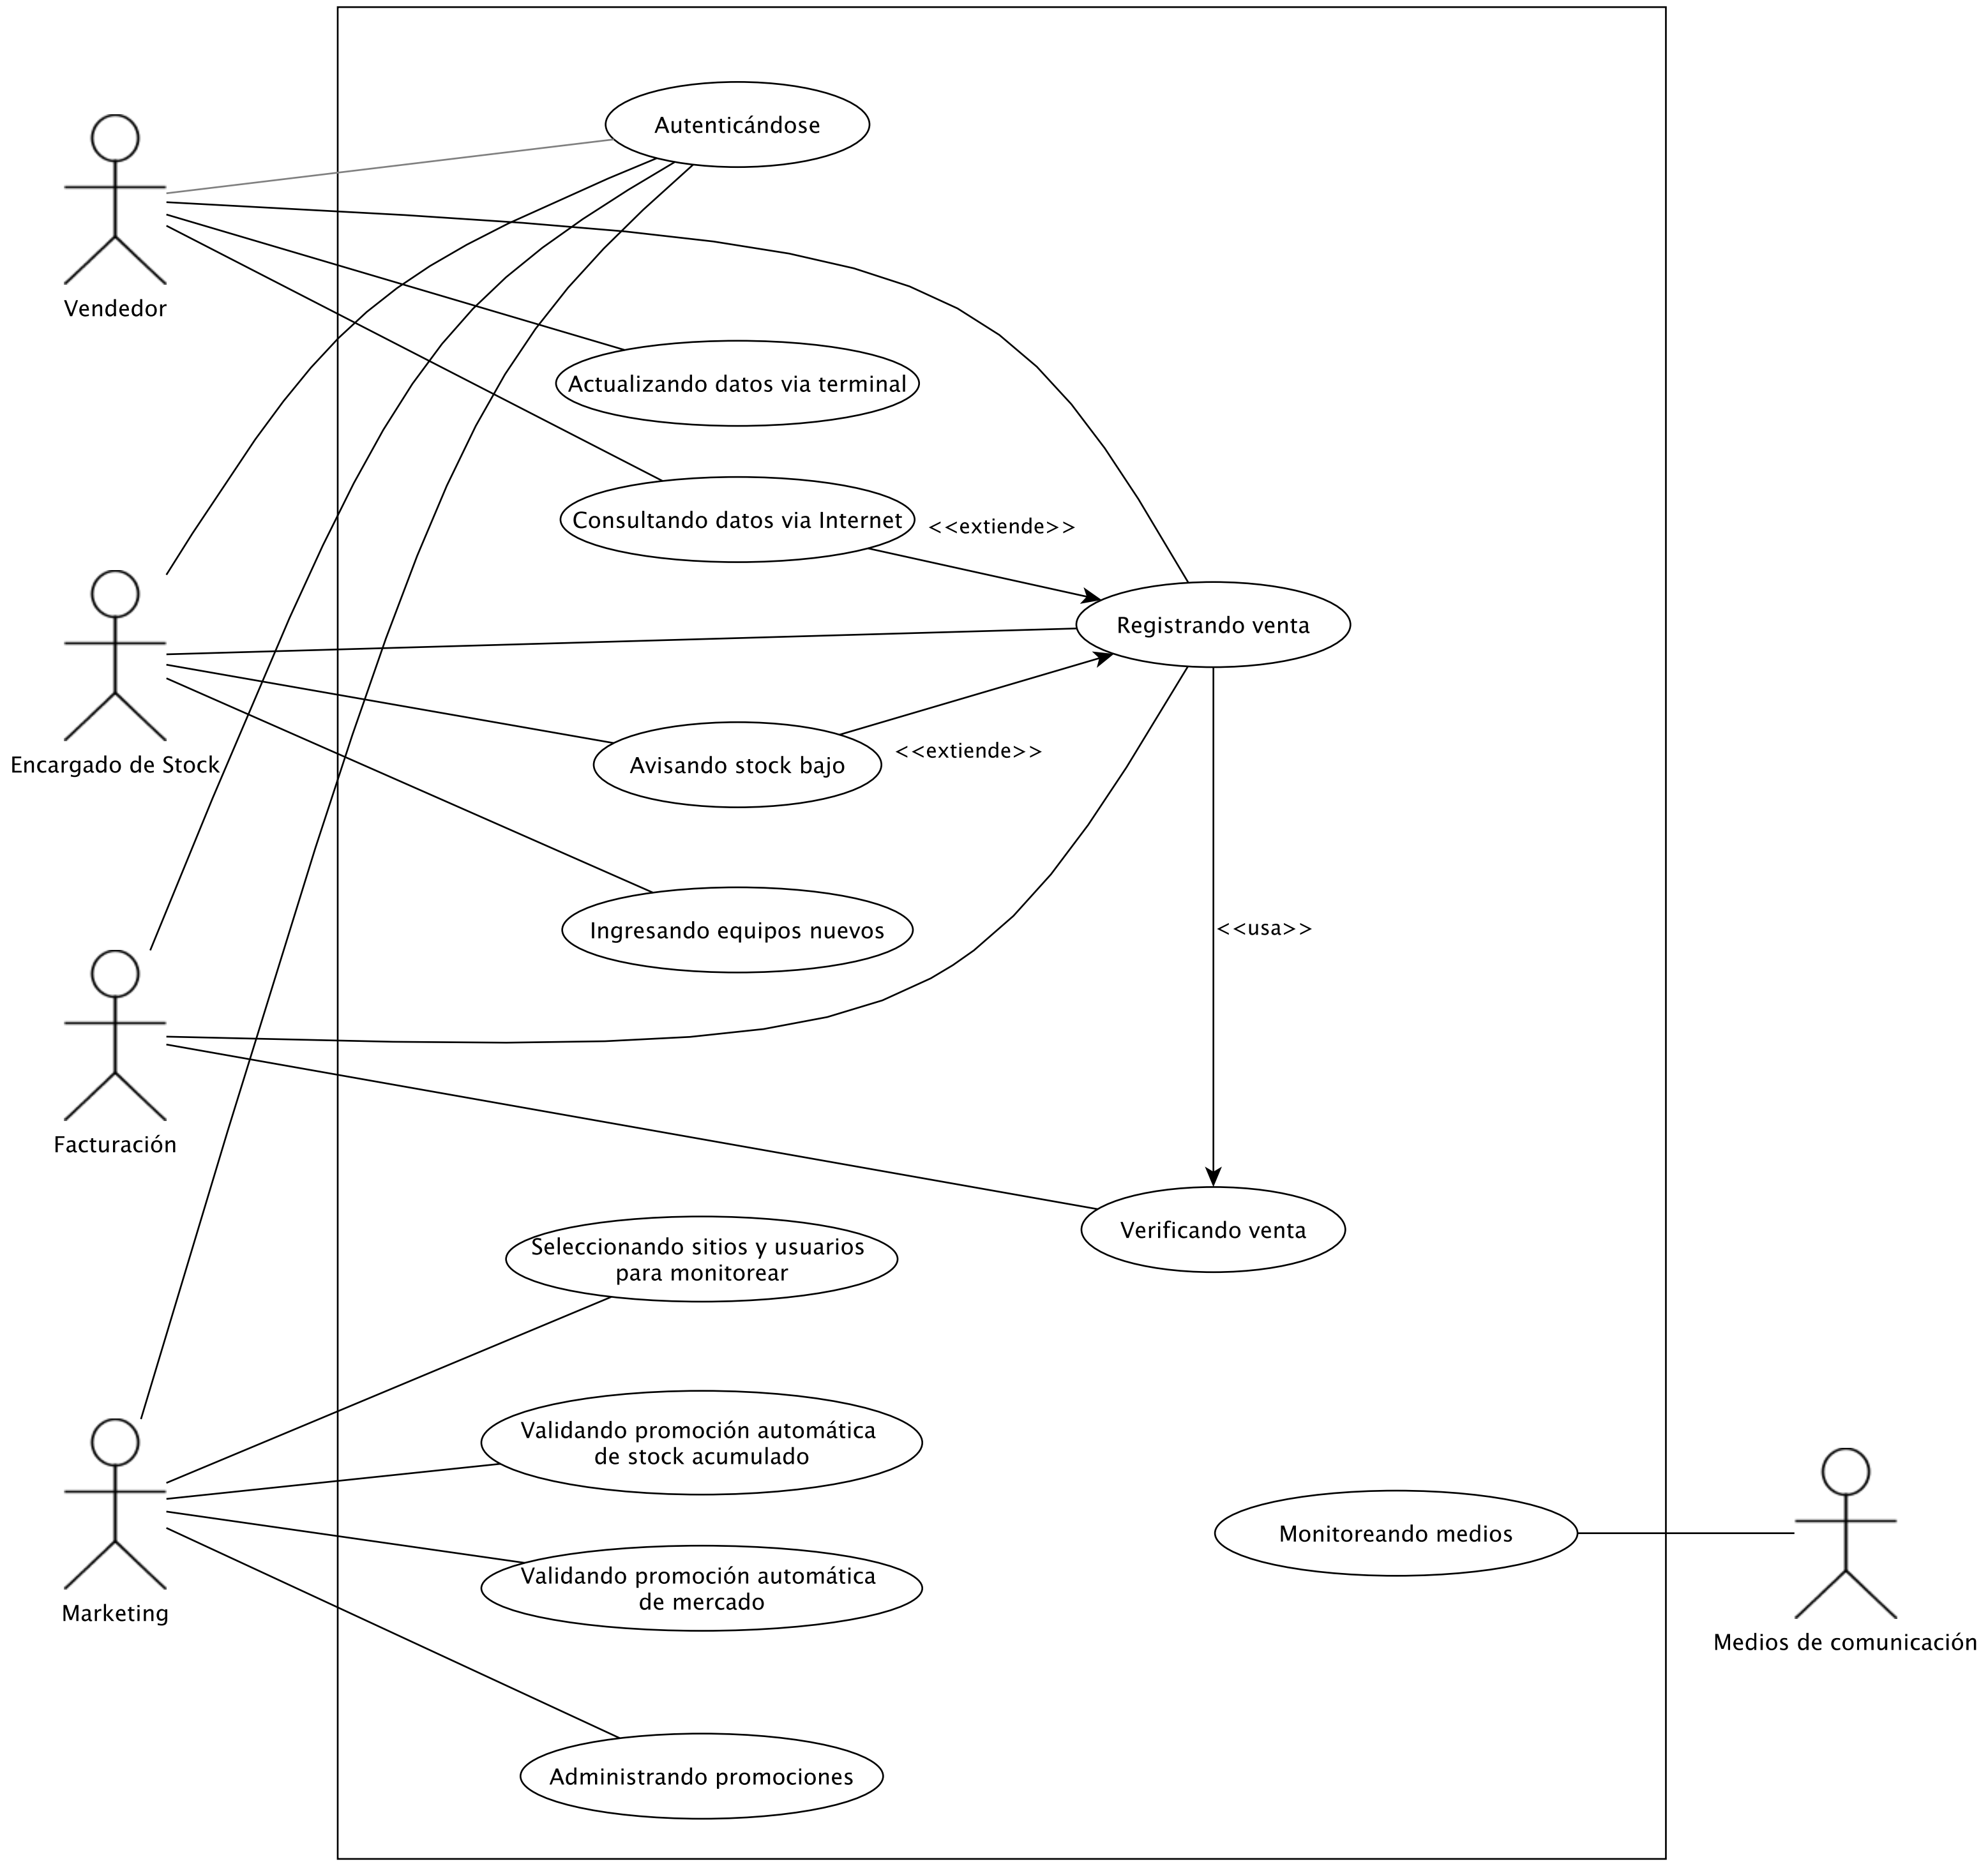 Autenticándose
Vendedor
Actualizando datos via terminal
Consultando datos via Internet
<<extiende>>
Registrando venta
Encargado de Stock
Avisando stock bajo
<<extiende>>
Ingresando equipos nuevos
<<usa>>
Facturación
Verificando venta
Seleccionando sitios y usuarios
para monitorear
Validando promoción automática
de stock acumulado
Monitoreando medios
Validando promoción automática
de mercado
Marketing
Medios de comunicación
Administrando promociones